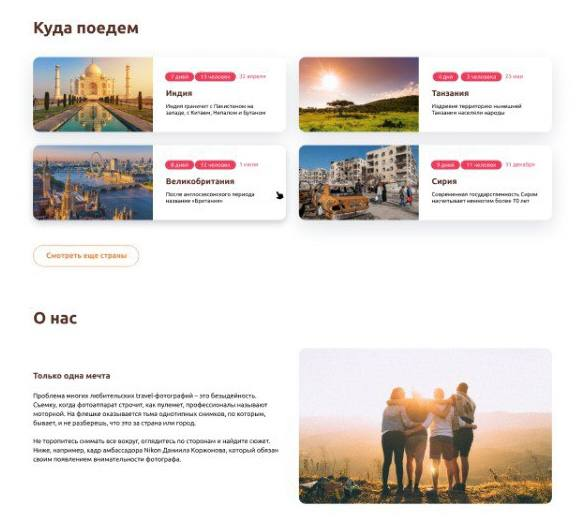 Куда поедем
7 дней 13 человек 22 апреля
Индия
Индия граничит с Пакистаном на
западе, с Китаем, Непалом и Бутаном
4 дня 3 человека 25 мая
Танзания
Издревле территорию нынешней
Танзании населяли народы
6 дней 12 человек 1 июля
Великобритания
После англосаксонского периода
название «Британия»
9 дней 11 человек 31 декабря
Сирия
Современная государственность Сирии
насчитывает немногим более 70 лет
Смотреть еще страны
О нас
Только одна мечта
Проблема многих любительских travel-фотографий – это безыдейность.
Съемку, когда фотоаппарат строчит, как пулемет, профессионалы называют
моторкой. На флешке оказывается тьма однотипных снимков, по которым,
бывает, и не разберешь, что это за страна или город.
Не торопитесь снимать все вокруг, оглядитесь по сторонам и найдите сюжет.
Ниже, например, кадр амбассадора Nikon Даниила Коржонова, который обязан
своим появлением внимательности фотографа.